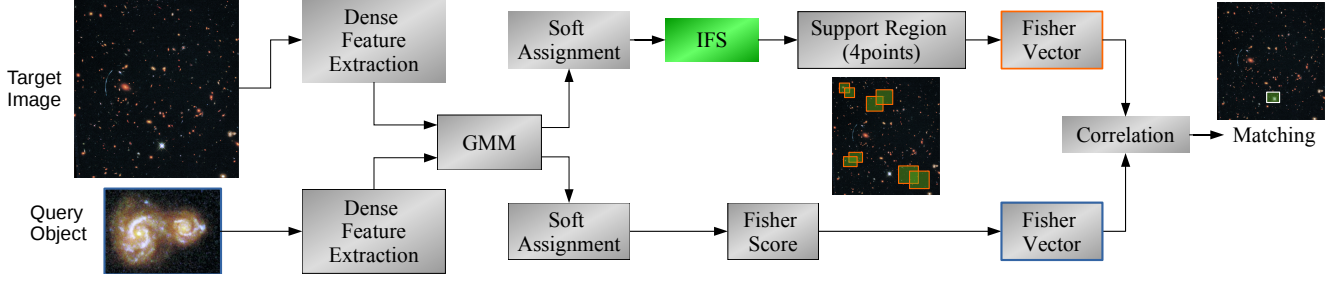 Target
Image
Dense
Feature
Extraction
Soft
Assignment
IFS
Support Region
(4points)
Fisher
Vector
GMM
Correlation
Matching
Query
Object
Dense
Feature
Extraction
Soft
Assignment
Fisher
Score
Fisher
Vector